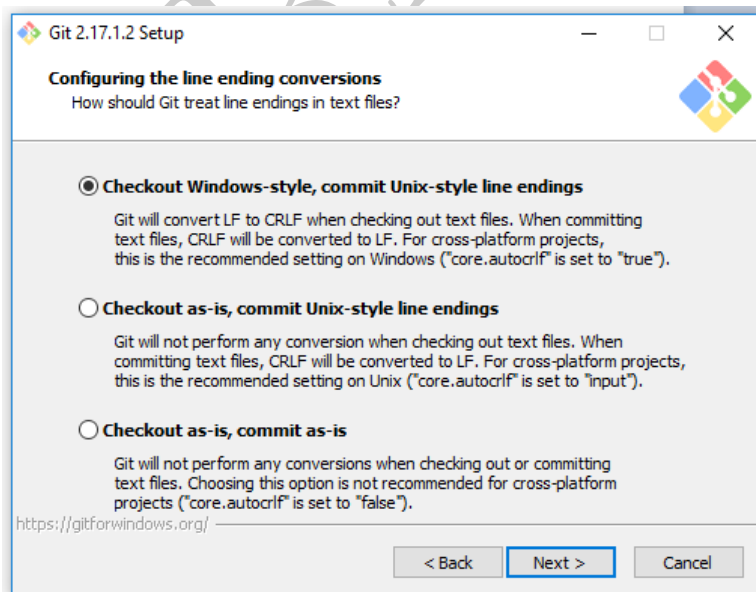 Git 2.17.1.2 Setup
Configuring the line ending conversions
How should Git treat line endings in text files?
Checkout Windows-style, commit Unix-style line endings
Git will convert LF to CRLF when checking out text files. When committing
text files, CRLF will be converted to LF. For cross-platform projects,
this is the recommended setting on Windows ("core.autocrlf" is set to "true").
Checkout as-is, commit Unix-style line endings
Git will not perform any conversion when checking out text files. When
committing text files, CRLF will be converted to LF. For cross-platform projects,
this is the recommended setting on Unix ("core.autocrlf" is set to "input").
Checkout as-is, commit as-is
Git will not perform any conversions when checking out or committing
text files. Choosing this option is not recommended for cross-platform
projects ("core.autocrlf" is set to "false").
https://gitforwindows.org/
< Back Next > Cancel